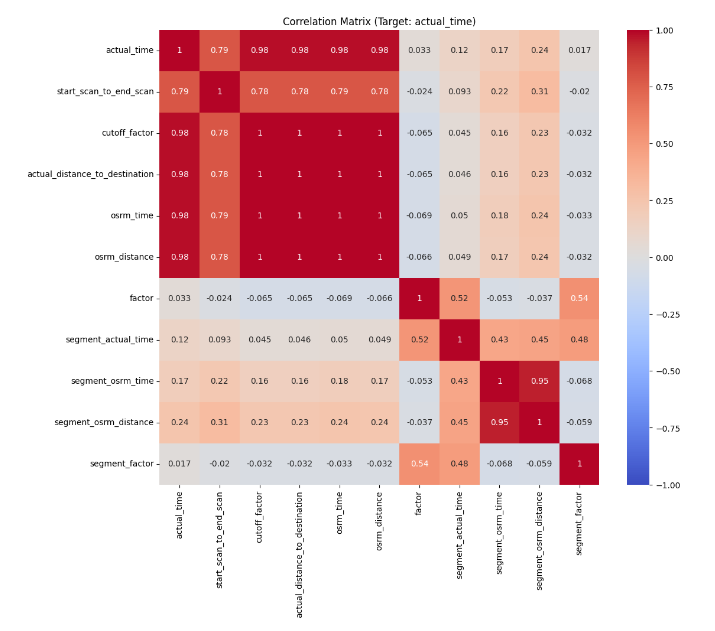 Correlation Matrix (Target: actual_time)
actual_time 1 0.79 0.98 0.98 0.98 0.98 0.033 0.12 0.17 0.24 0.017
start_scan_to_end_scan 0.79 1 0.78 0.78 0.79 0.78 -0.024 0.093 0.22 0.31 -0.02
cutoff_factor 0.98 0.78 1 1 1 1 -0.065 0.045 0.16 0.23 -0.032
actual_distance_to_destination 0.98 0.78 1 1 1 1 -0.065 0.046 0.16 0.23 -0.032
osrm_time 0.98 0.79 1 1 1 1 -0.069 0.05 0.18 0.24 -0.033
osrm_distance 0.98 0.78 1 1 1 1 -0.066 0.049 0.17 0.24 -0.032
factor 0.033 -0.024 -0.065 -0.065 -0.069 -0.066 1 0.52 -0.053 -0.037 0.54
segment_actual_time 0.12 0.093 0.045 0.046 0.05 0.049 0.52 1 0.43 0.45 0.48
segment_osrm_time 0.17 0.22 0.16 0.16 0.18 0.17 -0.053 0.43 1 0.95 -0.068
segment_osrm_distance 0.24 0.31 0.23 0.23 0.24 0.24 -0.037 0.45 0.95 1 -0.059
segment_factor 0.017 -0.02 -0.032 -0.032 -0.033 -0.032 0.54 0.48 -0.068 -0.059 1
actual_time
start_scan_to_end_scan
cutoff_factor
actual_distance_to_destination
osrm_time
osrm_distance
factor
segment_actual_time
segment_osrm_time
segment_osrm_distance
segment_factor
1.00
0.75
0.50
0.25
0.00
−0.25
−0.50
−0.75
−1.00